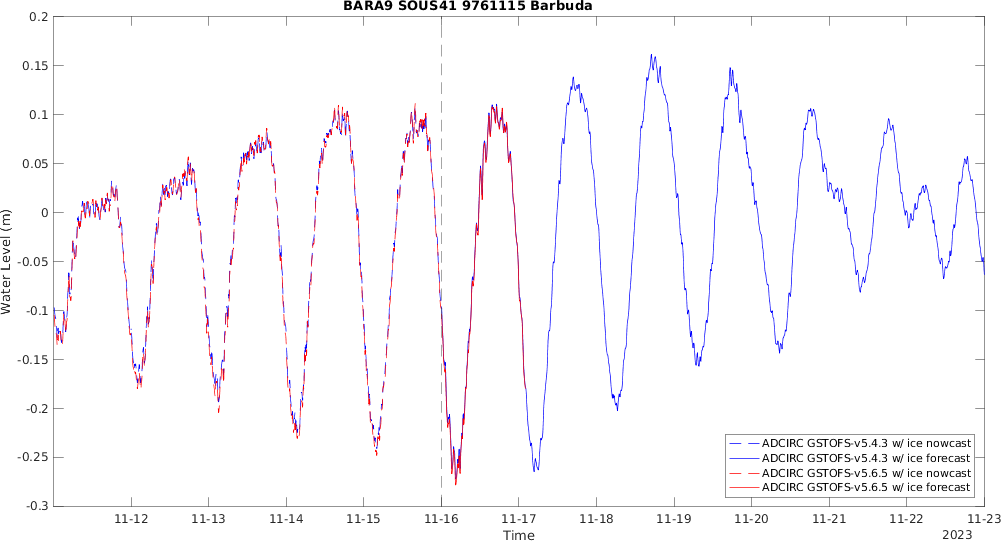 BARA9 SOUS41 9761115 Barbuda
0.2
0.15
0.1
0.05
0
-0.05
-0.1
-0.15
-0.2
-0.25
-0.3
Water Level (m)
ADCIRC GSTOFS-v5.4.3 w/ ice nowcast
ADCIRC GSTOFS-v5.4.3 w/ ice forecast
ADCIRC GSTOFS-v5.6.5 w/ ice nowcast
ADCIRC GSTOFS-v5.6.5 w/ ice forecast
11-12 11-13 11-14 11-15 11-16 11-17 11-18 11-19 11-20 11-21 11-22 11-23
Time
2023